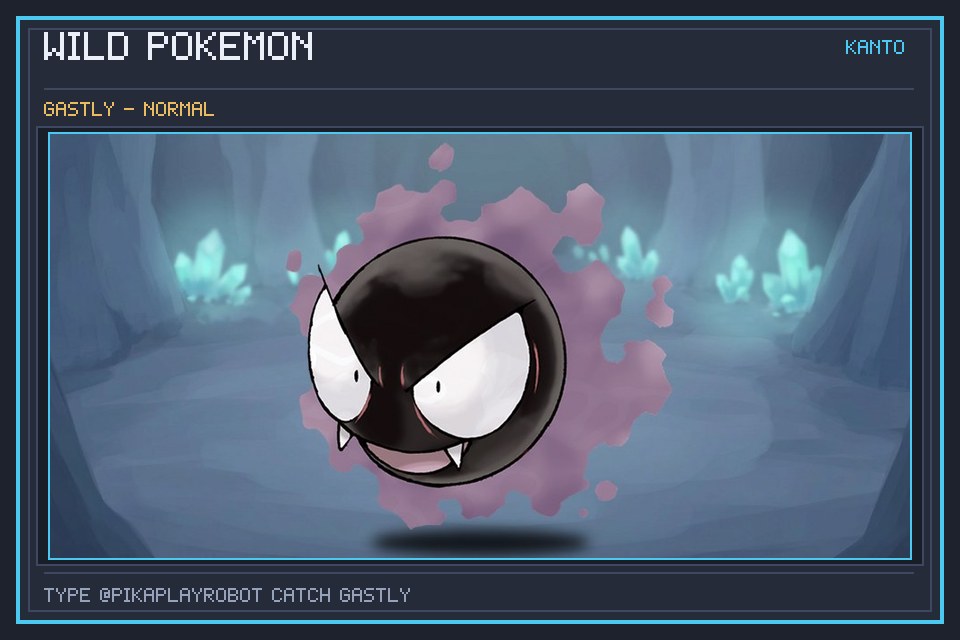 WILD POKEMON
KANTO
GASTLY - NORMAL
TYPE @PIKAPLAYROBOT CATCH GASTLY